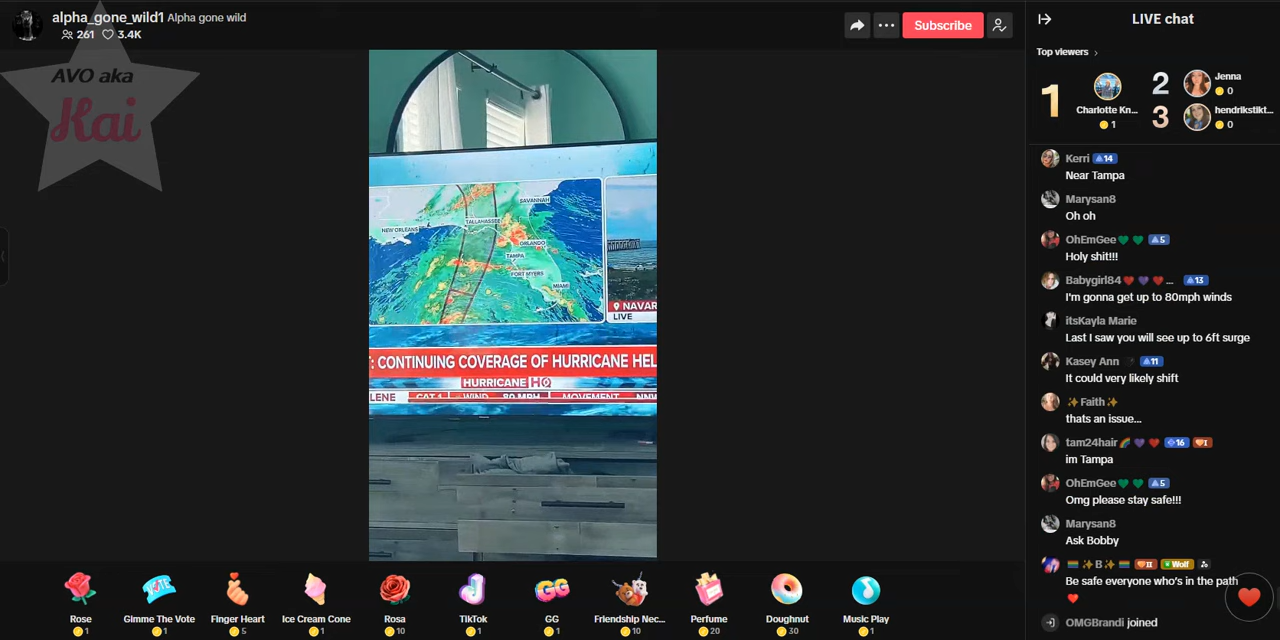 alpha_gone_wild1 Alpha gone wild
261 3.4K
Subscribe
AVO aka
Kai
SAVANNAH
TALLAHASSEE
NEW ORLEANS
ORLANDO
TAMPA
FORT MYERS
MIAMI
NAVAR
LIVE
: CONTINUING COVERAGE OF HURRICANE HEL
HURRICANE HQ
LENE CAT 1 WIND 80 MPH MOVEMENT NNW
Rose
1
GImme The Vote
1
FInger Heart
5
Ice Cream Cone
1
Rosa
10
TikTok
1
GG
1
Friendship Nec...
10
Perfume
20
Doughnut
30
Music Play
1
LIVE chat
Top viewers
1
Charlotte Kn...
1
2
Jenna
0
3
hendrikstikt...
0
Kerri 14
Near Tampa
Marysan8
Oh oh
OhEmGee 5
Holy shit!!!
Babygirl84 ... 13
I'm gonna get up to 80mph winds
itsKayla Marie
Last I saw you will see up to 6ft surge
Kasey Ann 11
It could very likely shift
Faith
thats an issue...
tam24hair 16 I
im Tampa
OhEmGee 5
Omg please stay safe!!!
Marysan8
Ask Bobby
B II Wolf
Be safe everyone who's in the path
OMGBrandi joined